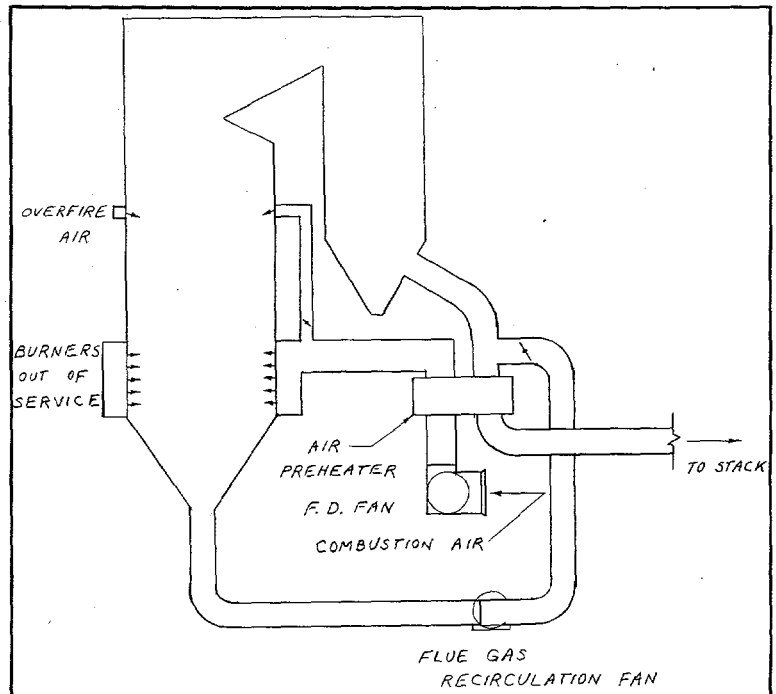 OVERFIRE
AIR
BURNERS
OUT OF
SERVICE
AIR
PREHEATER
F. D. FAN
COMBUSTION AIR
TO STACK
FLUE GAS
RECIRCULATION FAN